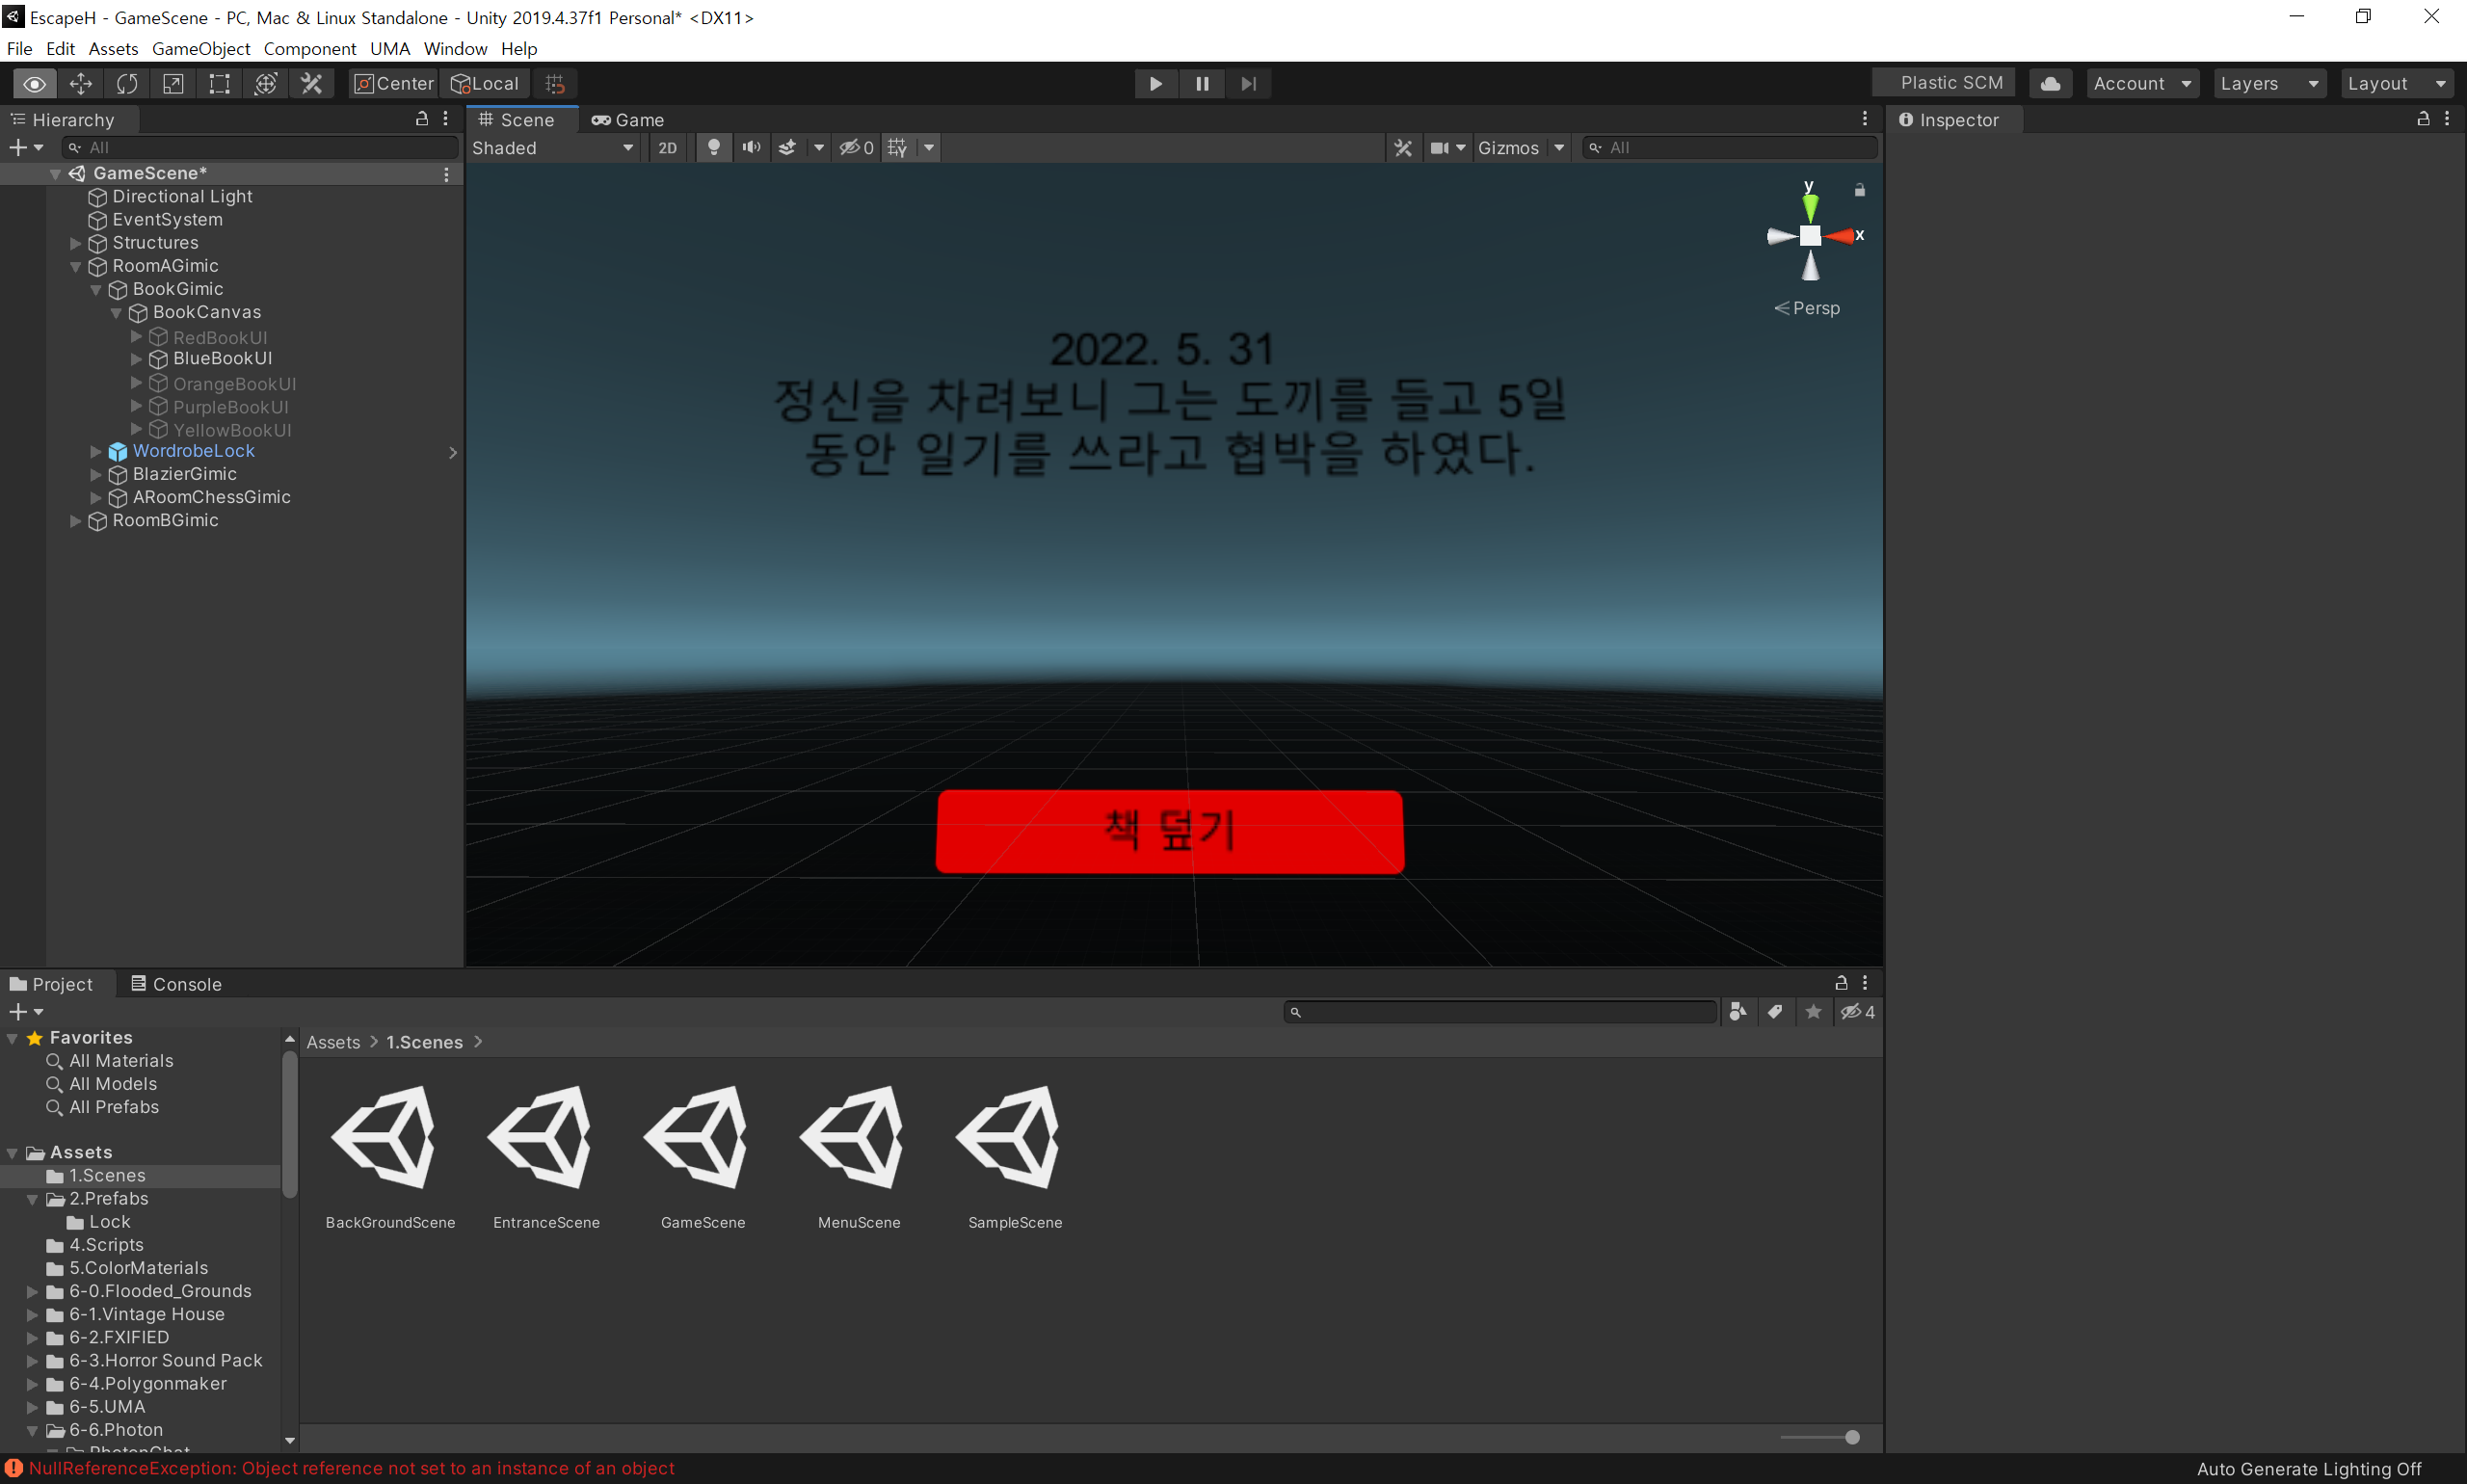 EscapeH - GameScene - PC, Mac & Linux Standalone - Unity 2019.4.37f1 Personal* <DX11>
File Edit Assets GameObject Component UMA Window Help
Center Local Plastic SCM Account Layers Layout
Hierarchy
All
GameScene*
Directional Light
EventSystem
Structures
RoomAGimic
BookGimic
BookCanvas
RedBookUI
BlueBookUI
OrangeBookUI
PurpleBookUI
YellowBookUI
WordrobeLock
BlazierGimic
ARoomChessGimic
RoomBGimic
Scene Game
Shaded 2D 0 Gizmos All
y
x
Persp
2022. 5. 31
정신을 차려보니 그는 도끼를 들고 5일
동안 일기를 쓰라고 협박을 하였다.
책 덮기
Inspector
Project Console
4
Favorites
All Materials
All Models
All Prefabs
Assets
1.Scenes
2.Prefabs
Lock
4.Scripts
5.ColorMaterials
6-0.Flooded_Grounds
6-1.Vintage House
6-2.FXIFIED
6-3.Horror Sound Pack
6-4.Polygonmaker
6-5.UMA
6-6.Photon
PhotonChat
Assets > 1.Scenes >
BackGroundScene EntranceScene GameScene MenuScene SampleScene
NullReferenceException: Object reference not set to an instance of an object
Auto Generate Lighting Off